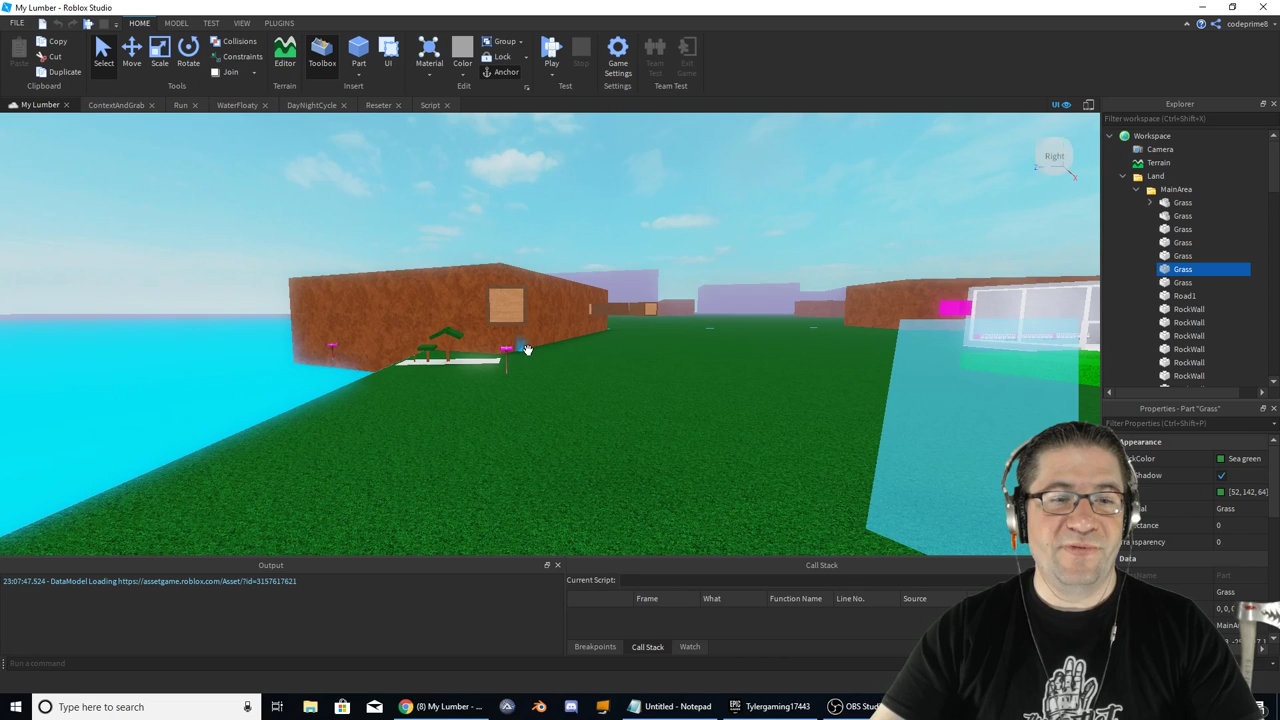 My Lumber - Roblox Studio
FILE
HOME
MODEL
TEST
VIEW
PLUGINS
codeprime8
Paste
Copy
Cut
Duplicate
Clipboard
Select
Move
Scale
Rotate
Collisions
Constraints
Join
Tools
Editor
Terrain
Toolbox
Part
UI
Insert
Material
Color
Group
Lock
Anchor
Edit
Play
Stop
Test
Game
Settings
Settings
Team
Test
Exit
Game
Team Test
My Lumber
ContextAndGrab
Run
WaterFloaty
DayNightCycle
Reseter
Script
UI
Right
Explorer
Filter workspace (Ctrl+Shift+X)
Workspace
Camera
Terrain
Land
MainArea
Grass
Grass
Grass
Grass
Grass
Grass
Grass
Road1
RockWall
RockWall
RockWall
RockWall
RockWall
RockWall
Properties - Part "Grass"
Filter Properties (Ctrl+Shift+P)
Appearance
Sea green
[52, 142, 64]
Grass
0
0
Data
Part
Grass
Output
23:07:47.524 - DataModel Loading https://assetgame.roblox.com/Asset/?id=3157617621
Call Stack
Current Script:
Frame
What
Function Name
Line No.
Source
Breakpoints
Call Stack
Watch
Run a command
Type here to search
(8) My Lumber - ...
Untitled - Notepad
Tylergaming17443